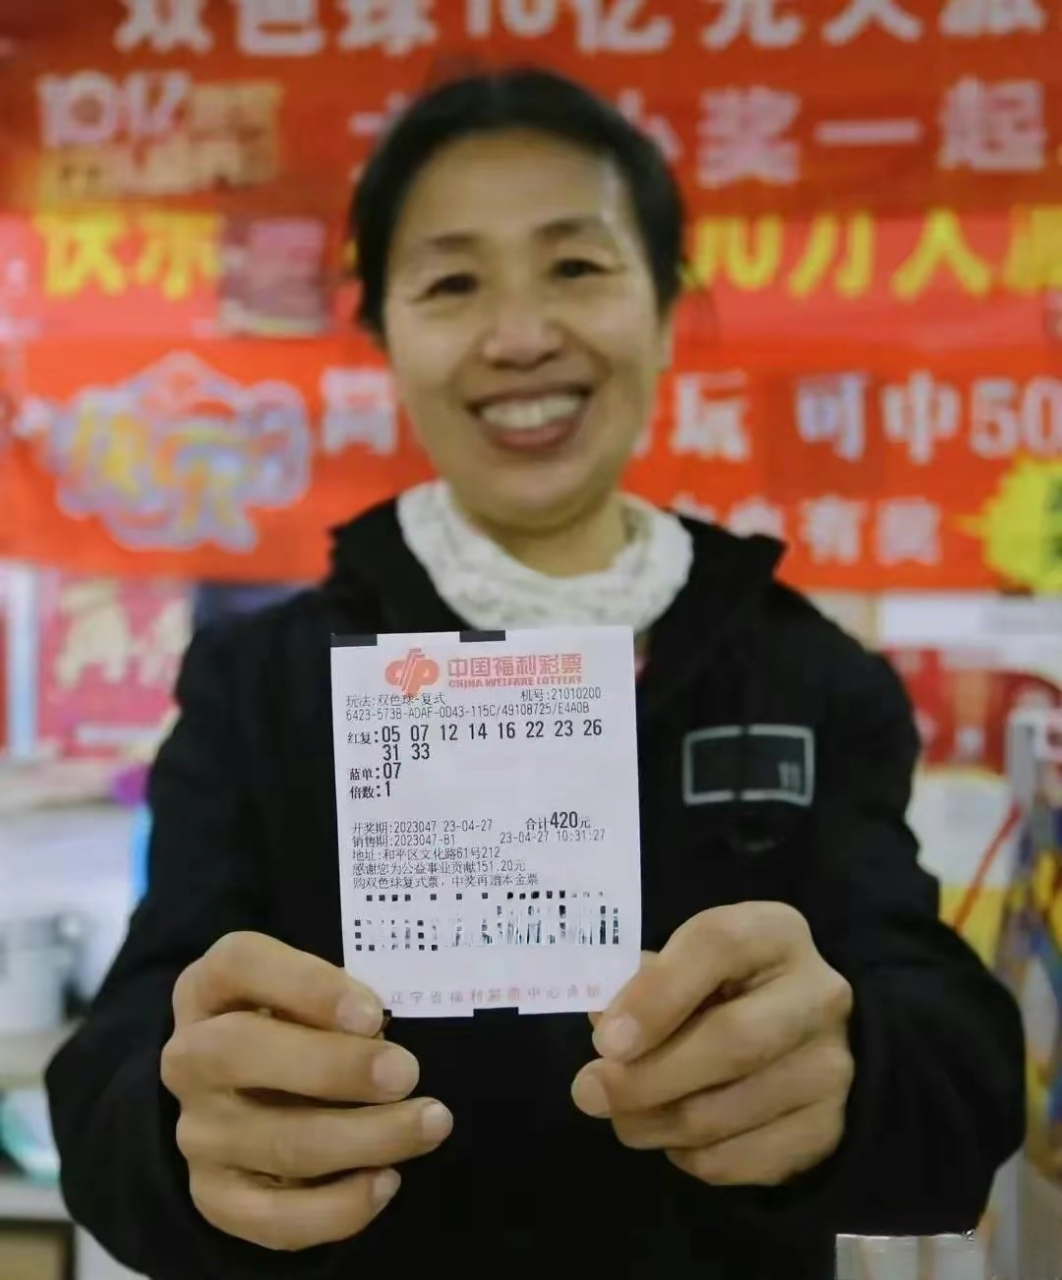 双色球10亿元大派
10亿 小奖一起
00万人
玩 可中50
有奖
中国福利彩票
CHINA WELFARE LOTTERY
玩法:双色球-复式 机号:21010200
6423-573B-ADAF-0D43-115C/49108725/E4A0B
红复:05 07 12 14 16 22 23 26
31 33
蓝单:07
倍数:1
开奖期:2023047 23-04-27 合计420元
销售期:2023047-81 23-04-27 10:31:27
地址:和平区文化路61号212
感谢您为公益事业贡献151.20元
购双色球复式票，中奖再赠本金票
辽宁省福利彩票中心承销